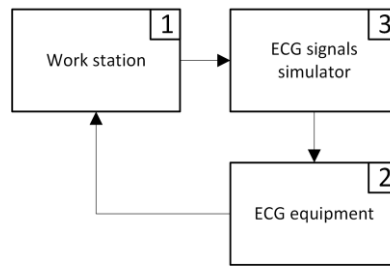 1
Work station
3
ECG signals
simulator
2
ECG equipment